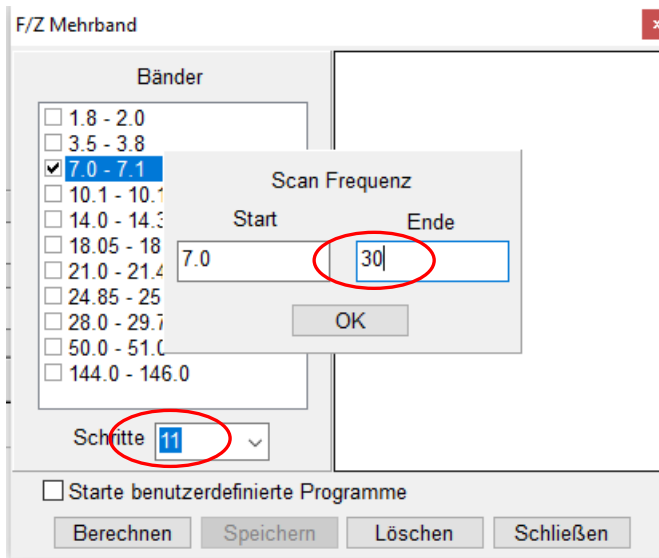 F/Z Mehrband
x
Bänder
1.8 - 2.0
3.5 - 3.8
7.0 - 7.1
10.1 - 10.1
14.0 - 14.3
18.05 - 18
21.0 - 21.4
24.85 - 25
28.0 - 29.7
50.0 - 51.0
144.0 - 146.0
Scan Frequenz
Start Ende
7.0 30
OK
Schritte 11
Starte benutzerdefinierte Programme
Berechnen Speichern Löschen Schließen